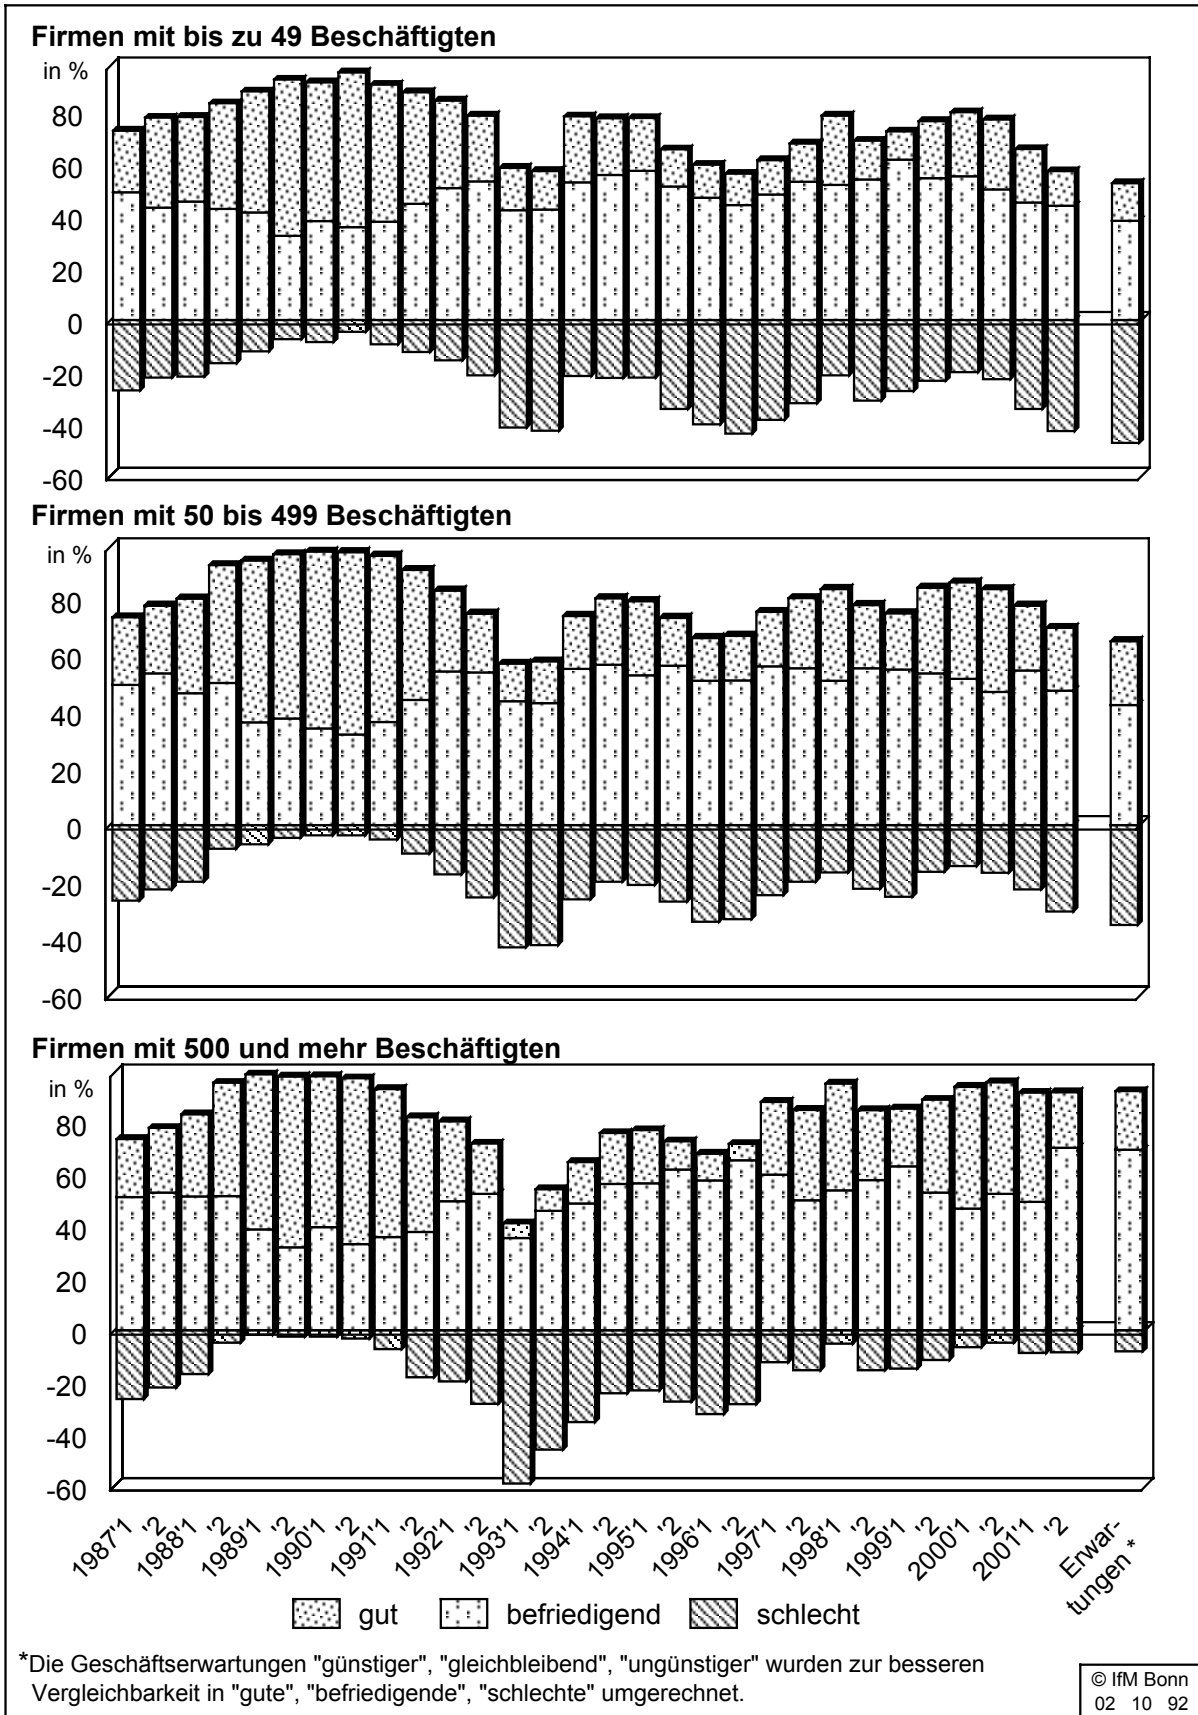 Firmen mit bis zu 49 Beschäftigten
in %
80
60
40
20
0
-20
-40
-60
Firmen mit 50 bis 499 Beschäftigten
in %
80
60
40
20
0
-20
-40
-60
Firmen mit 500 und mehr Beschäftigten
in %
80
60
40
20
0
-20
-40
-60
1987'1 '2 1988'1 '2 1989'1 '2 1990'1 '2 1991'1 '2 1992'1 '2 1993'1 '2 1994'1 '2 1995'1 '2 1996'1 '2 1997'1 '2 1998'1 '2 1999'1 '2 2000'1 '2 2001'1 '2 Erwar-
tungen*
gut befriedigend schlecht
*Die Geschäftserwartungen "günstiger", "gleichbleibend", "ungünstiger" wurden zur besseren
Vergleichbarkeit in "gute", "befriedigende", "schlechte" umgerechnet.
© IfM Bonn
02 10 92